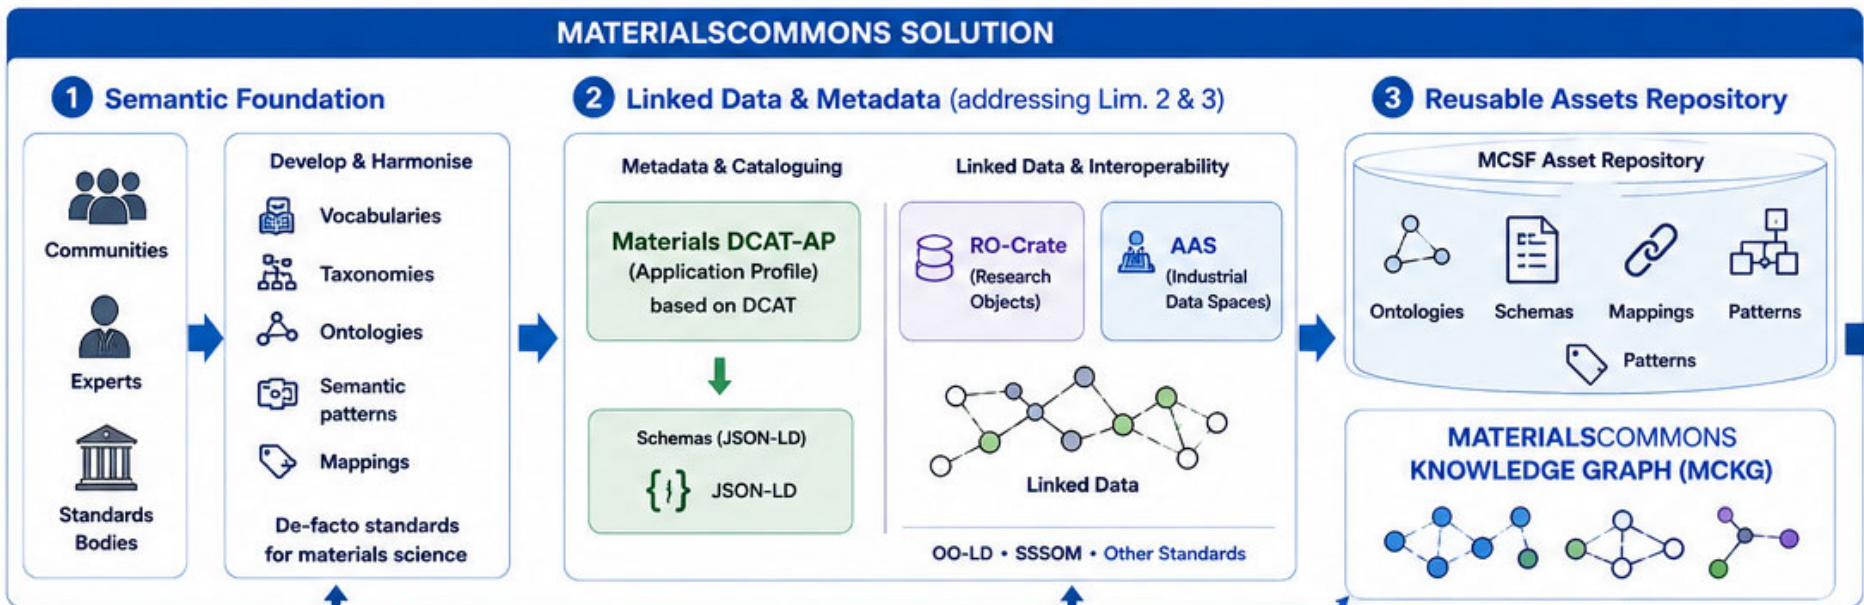 MATERIALSCOMMONS SOLUTION
1 Semantic Foundation
Communities
Experts
Standards
Bodies
Develop & Harmonise
Vocabularies
Taxonomies
Ontologies
Semantic
patterns
Mappings
De-facto standards
for materials science
2 Linked Data & Metadata (addressing Lim. 2 & 3)
Metadata & Cataloguing
Materials DCAT-AP
(Application Profile)
based on DCAT
Schemas (JSON-LD)
JSON-LD
Linked Data & Interoperability
RO-Crate
(Research
Objects)
AAS
(Industrial
Data Spaces)
Linked Data
OO-LD • SSSOM • Other Standards
3 Reusable Assets Repository
MCSF Asset Repository
Ontologies
Schemas
Mappings
Patterns
Patterns
MATERIALSCOMMONS
KNOWLEDGE GRAPH (MCKG)